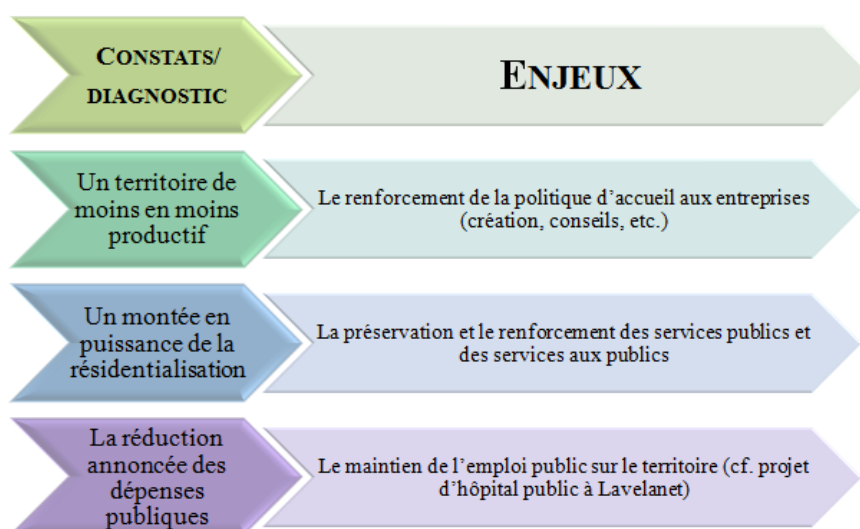 CONSTATS/
DIAGNOSTIC
ENJEUX
Un territoire de
moins en moins
productif
Le renforcement de la politique d’accueil aux entreprises
(création, conseils, etc.)
Un montée en
puissance de la
résidentialisation
La préservation et le renforcement des services publics et
des services aux publics
La réduction
annoncée des
dépenses
publiques
Le maintien de l’emploi public sur le territoire (cf. projet
d’hôpital public à Lavelanet)